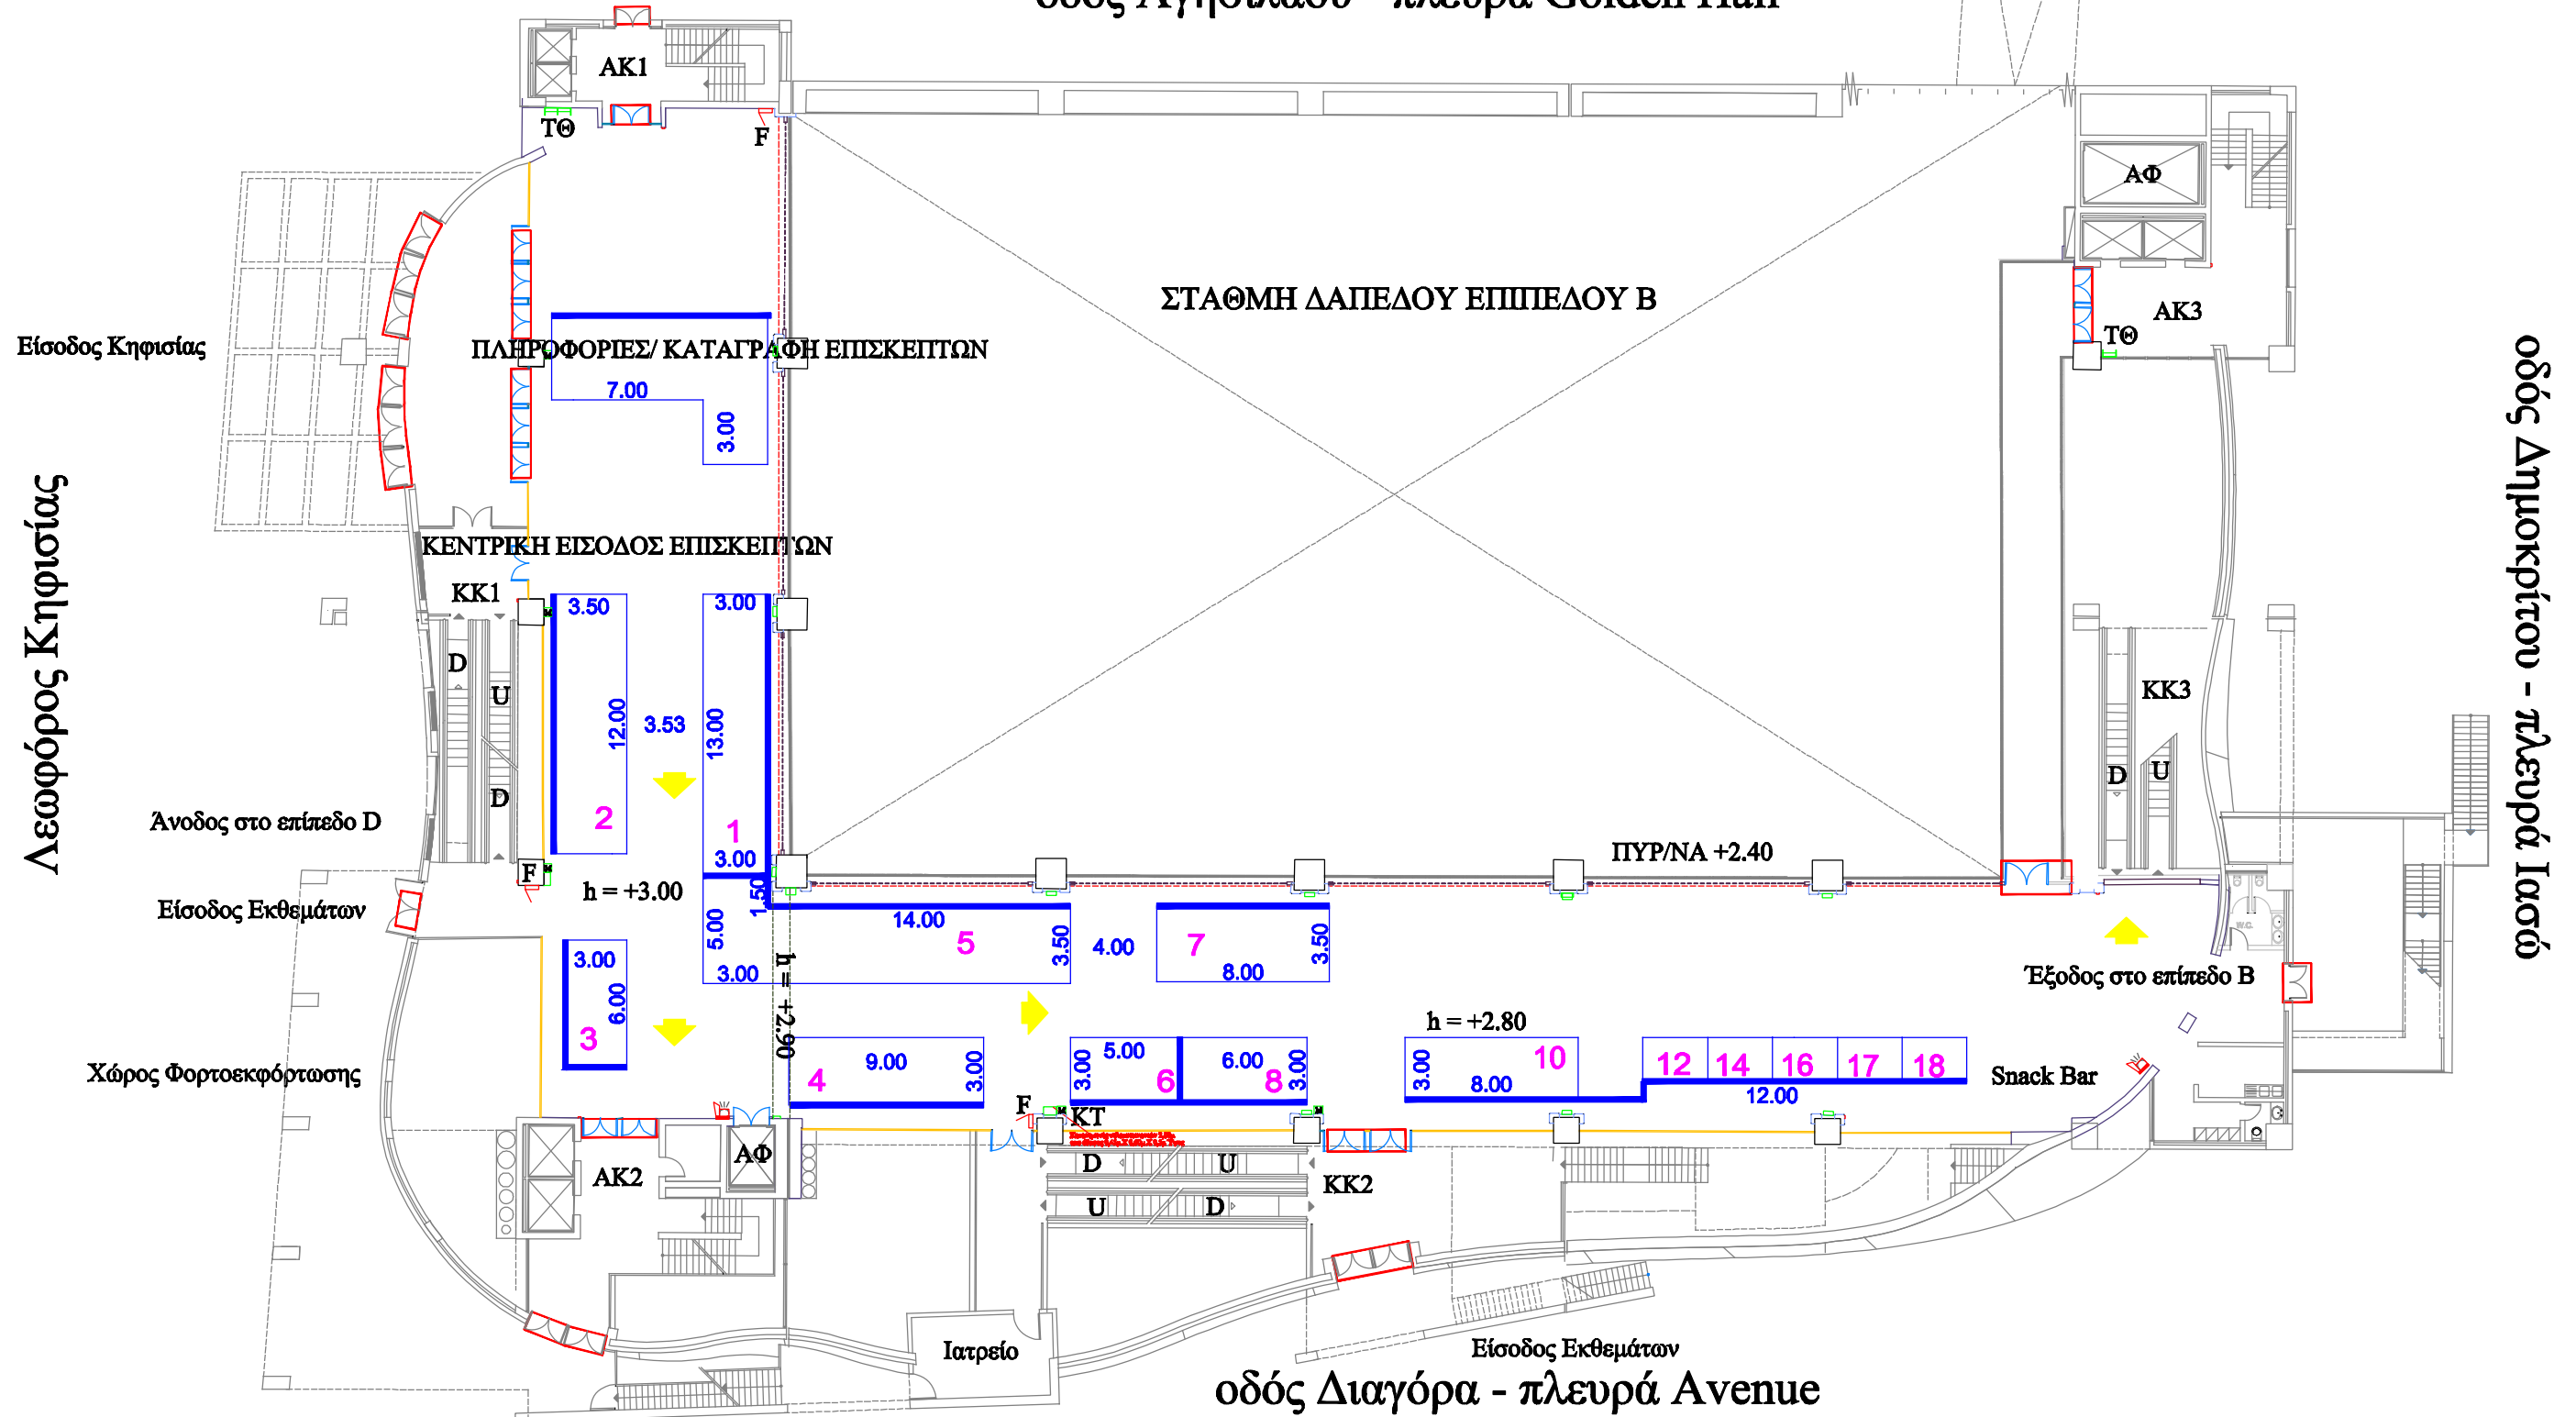 οδός Αγησιλάου - πλευρά Golden Hall
ΑΚ1
ΤΘ
F
ΑΦ
ΣΤΑΘΜΗ ΔΑΠΕΔΟΥ ΕΠΙΠΕΔΟΥ Β
ΑΚ3
ΤΘ
Είσοδος Κηφισίας
ΠΛΗΡΟΦΟΡΙΕΣ/ ΚΑΤΑΓΡΑΦΗ ΕΠΙΣΚΕΠΤΩΝ
7.00
3.00
οδός Δημοκρίτου - πλευρά Ιασώ
Λεωφόρος Κηφισίας
ΚΕΝΤΡΙΚΗ ΕΙΣΟΔΟΣ ΕΠΙΣΚΕΠΤΩΝ
ΚΚ1
3.50
3.00
D
U
D
12.00
3.53
13.00
2
1
3.00
ΚΚ3
D
U
Άνοδος στο επίπεδο D
F
h = +3.00
1.50
ΠΥΡ/ΝΑ +2.40
Είσοδος Εκθεμάτων
5.00
14.00
5
3.50
4.00
7
3.50
8.00
3.00
W.C.
3.00
6.00
3
h = +2.90
Έξοδος στο επίπεδο Β
h = +2.80
Χώρος Φορτοεκφόρτωσης
4
9.00
3.00
3.00
5.00
6
6.00
8
3.00
3.00
8.00
10
12
14
16
17
18
12.00
Snack Bar
F
ΚΤ
ΑΚ2
ΑΦ
D
U
U
D
ΚΚ2
Ιατρείο
Είσοδος Εκθεμάτων
οδός Διαγόρα - πλευρά Avenue